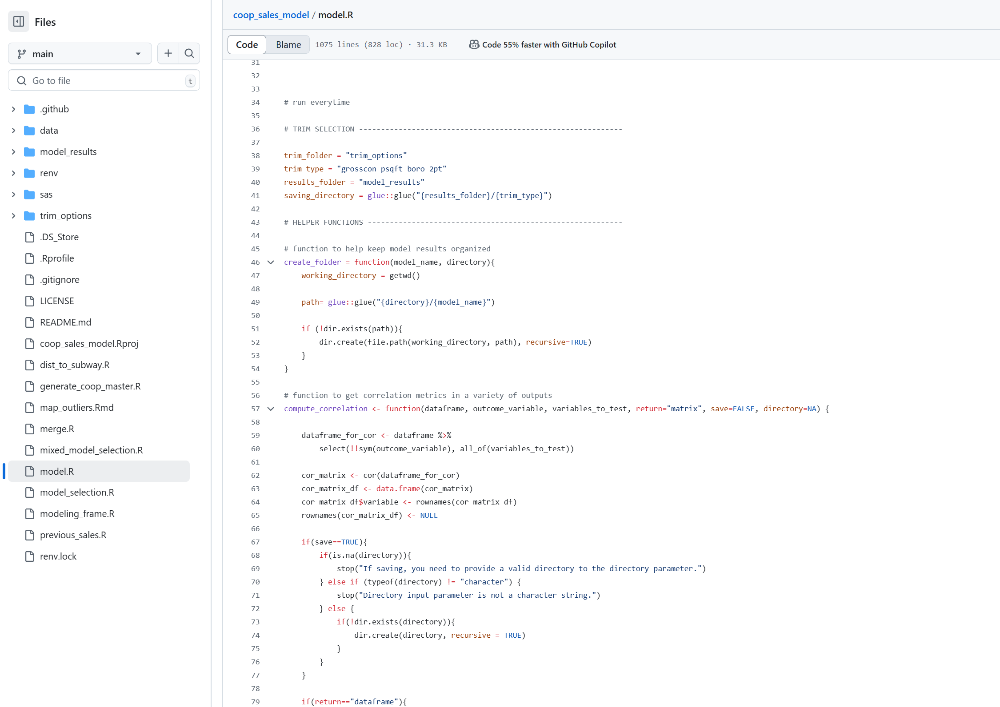 Files
main
Go to file
t
.github
data
model_results
renv
sas
trim_options
.DS_Store
.Rprofile
.gitignore
LICENSE
README.md
coop_sales_model.Rproj
dist_to_subway.R
generate_coop_master.R
map_outliers.Rmd
merge.R
mixed_model_selection.R
model.R
model_selection.R
modeling_frame.R
previous_sales.R
renv.lock
coop_sales_model / model.R
Code Blame 1075 lines (828 loc) · 31.3 KB Code 55% faster with GitHub Copilot
31
32
33
34 # run everytime
35
36 # TRIM SELECTION ------------------------------------------------------------
37
38 trim_folder = "trim_options"
39 trim_type = "grosscon_psqft_boro_2pt"
40 results_folder = "model_results"
41 saving_directory = glue::glue("{results_folder}/{trim_type}")
42
43 # HELPER FUNCTIONS ----------------------------------------------------------
44
45 # function to help keep model results organized
46 create_folder = function(model_name, directory){
47     working_directory = getwd()
48
49     path= glue::glue("{directory}/{model_name}")
50
51     if (!dir.exists(path)){
52         dir.create(file.path(working_directory, path), recursive=TRUE)
53     }
54 }
55
56 # function to get correlation metrics in a variety of outputs
57 compute_correlation <- function(dataframe, outcome_variable, variables_to_test, return="matrix", save=FALSE, directory=NA) {
58
59     dataframe_for_cor <- dataframe %>%
60         select(!!sym(outcome_variable), all_of(variables_to_test))
61
62     cor_matrix <- cor(dataframe_for_cor)
63     cor_matrix_df <- data.frame(cor_matrix)
64     cor_matrix_df$variable <- rownames(cor_matrix_df)
65     rownames(cor_matrix_df) <- NULL
66
67     if(save==TRUE){
68         if(is.na(directory)){
69             stop("If saving, you need to provide a valid directory to the directory parameter.")
70         } else if (typeof(directory) != "character") {
71             stop("Directory input parameter is not a character string.")
72         } else {
73             if(!dir.exists(directory)){
74                 dir.create(directory, recursive = TRUE)
75             }
76         }
77     }
78
79     if(return=="dataframe"){